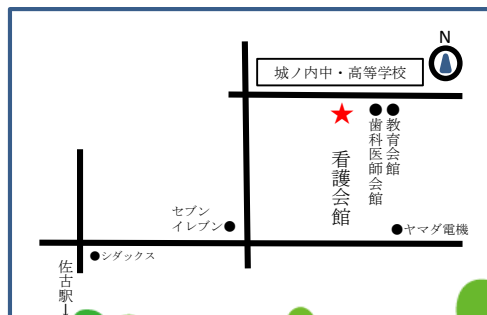 N
城ノ内中・高等学校
教育会館
歯科医師会館
看護会館
セブン
イレブン
ヤマダ電機
シダックス
佐古駅→